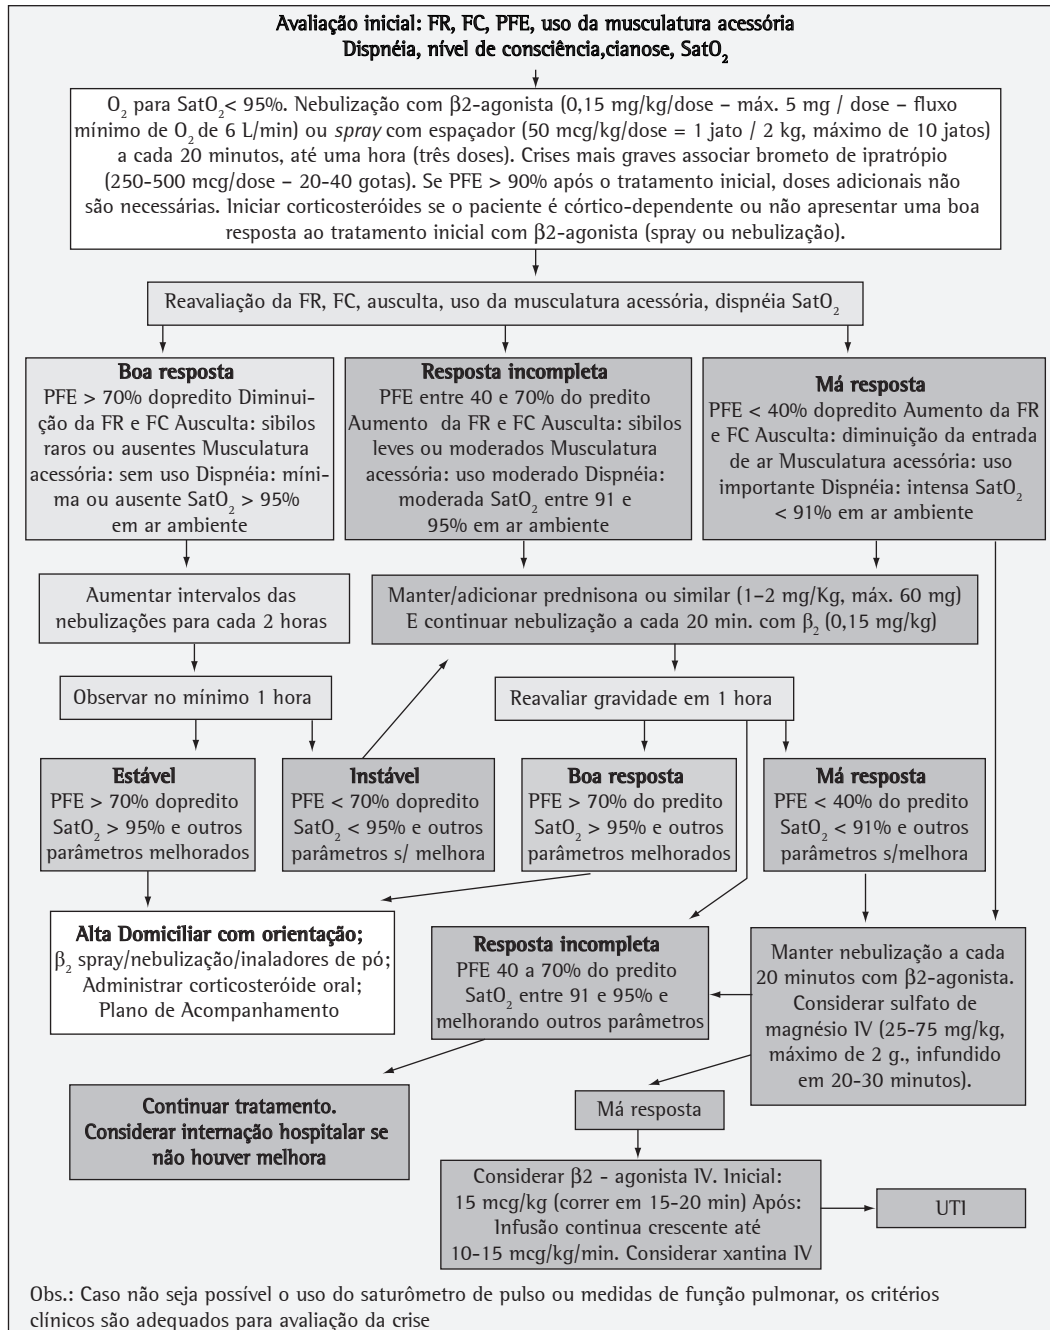 Avaliação inicial: FR, FC, PFE, uso da musculatura acessória
Dispnéia, nível de consciência,cianose, SatO₂
O₂ para SatO₂< 95%. Nebulização com β2-agonista (0,15 mg/kg/dose – máx. 5 mg / dose – fluxo
mínimo de O₂ de 6 L/min) ou spray com espaçador (50 mcg/kg/dose = 1 jato / 2 kg, máximo de 10 jatos)
a cada 20 minutos, até uma hora (três doses). Crises mais graves associar brometo de ipratrópio
(250-500 mcg/dose – 20-40 gotas). Se PFE > 90% após o tratamento inicial, doses adicionais não
são necessárias. Iniciar corticosteróides se o paciente é córtico-dependente ou não apresentar uma boa
resposta ao tratamento inicial com β2-agonista (spray ou nebulização).
Reavaliação da FR, FC, ausculta, uso da musculatura acessória, dispnéia SatO₂
Boa resposta
PFE > 70% dopredito Diminui-
ção da FR e FC Ausculta: sibilos
raros ou ausentes Musculatura
acessória: sem uso Dispnéia: míni-
ma ou ausente SatO₂ > 95%
em ar ambiente
Resposta incompleta
PFE entre 40 e 70% do predito
Aumento da FR e FC Ausculta: sibilos
leves ou moderados Musculatura
acessória: uso moderado Dispnéia:
moderada SatO₂ entre 91 e
95% em ar ambiente
Má resposta
PFE < 40% dopredito Aumento da FR
e FC Ausculta: diminuição da entrada
de ar Musculatura acessória: uso
importante Dispnéia: intensa SatO₂
< 91% em ar ambiente
Aumentar intervalos das
nebulizações para cada 2 horas
Manter/adicionar prednisona ou similar (1–2 mg/Kg, máx. 60 mg)
E continuar nebulização a cada 20 min. com β₂ (0,15 mg/kg)
Observar no mínimo 1 hora
Reavaliar gravidade em 1 hora
Estável
PFE > 70% dopredito
SatO₂ > 95% e outros
parâmetros melhorados
Instável
PFE < 70% dopredito
SatO₂ < 95% e outros
parâmetros s/ melhora
Boa resposta
PFE > 70% do predito
SatO₂ > 95% e outros
parâmetros melhorados
Má resposta
PFE < 40% do predito
SatO₂ < 91% e outros
parâmetros s/melhora
Alta Domiciliar com orientação;
β₂ spray/nebulização/inaladores de pó;
Administrar corticosteróide oral;
Plano de Acompanhamento
Resposta incompleta
PFE 40 a 70% do predito
SatO₂ entre 91 e 95% e
melhorando outros parâmetros
Manter nebulização a cada
20 minutos com β2-agonista.
Considerar sulfato de
magnésio IV (25-75 mg/kg,
máximo de 2 g., infundido
em 20-30 minutos).
Continuar tratamento.
Considerar internação hospitalar se
não houver melhora
Má resposta
Considerar β2 - agonista IV. Inicial:
15 mcg/kg (correr em 15-20 min) Após:
Infusão continua crescente até
10-15 mcg/kg/min. Considerar xantina IV
UTI
Obs.: Caso não seja possível o uso do saturômetro de pulso ou medidas de função pulmonar, os critérios
clínicos são adequados para avaliação da crise